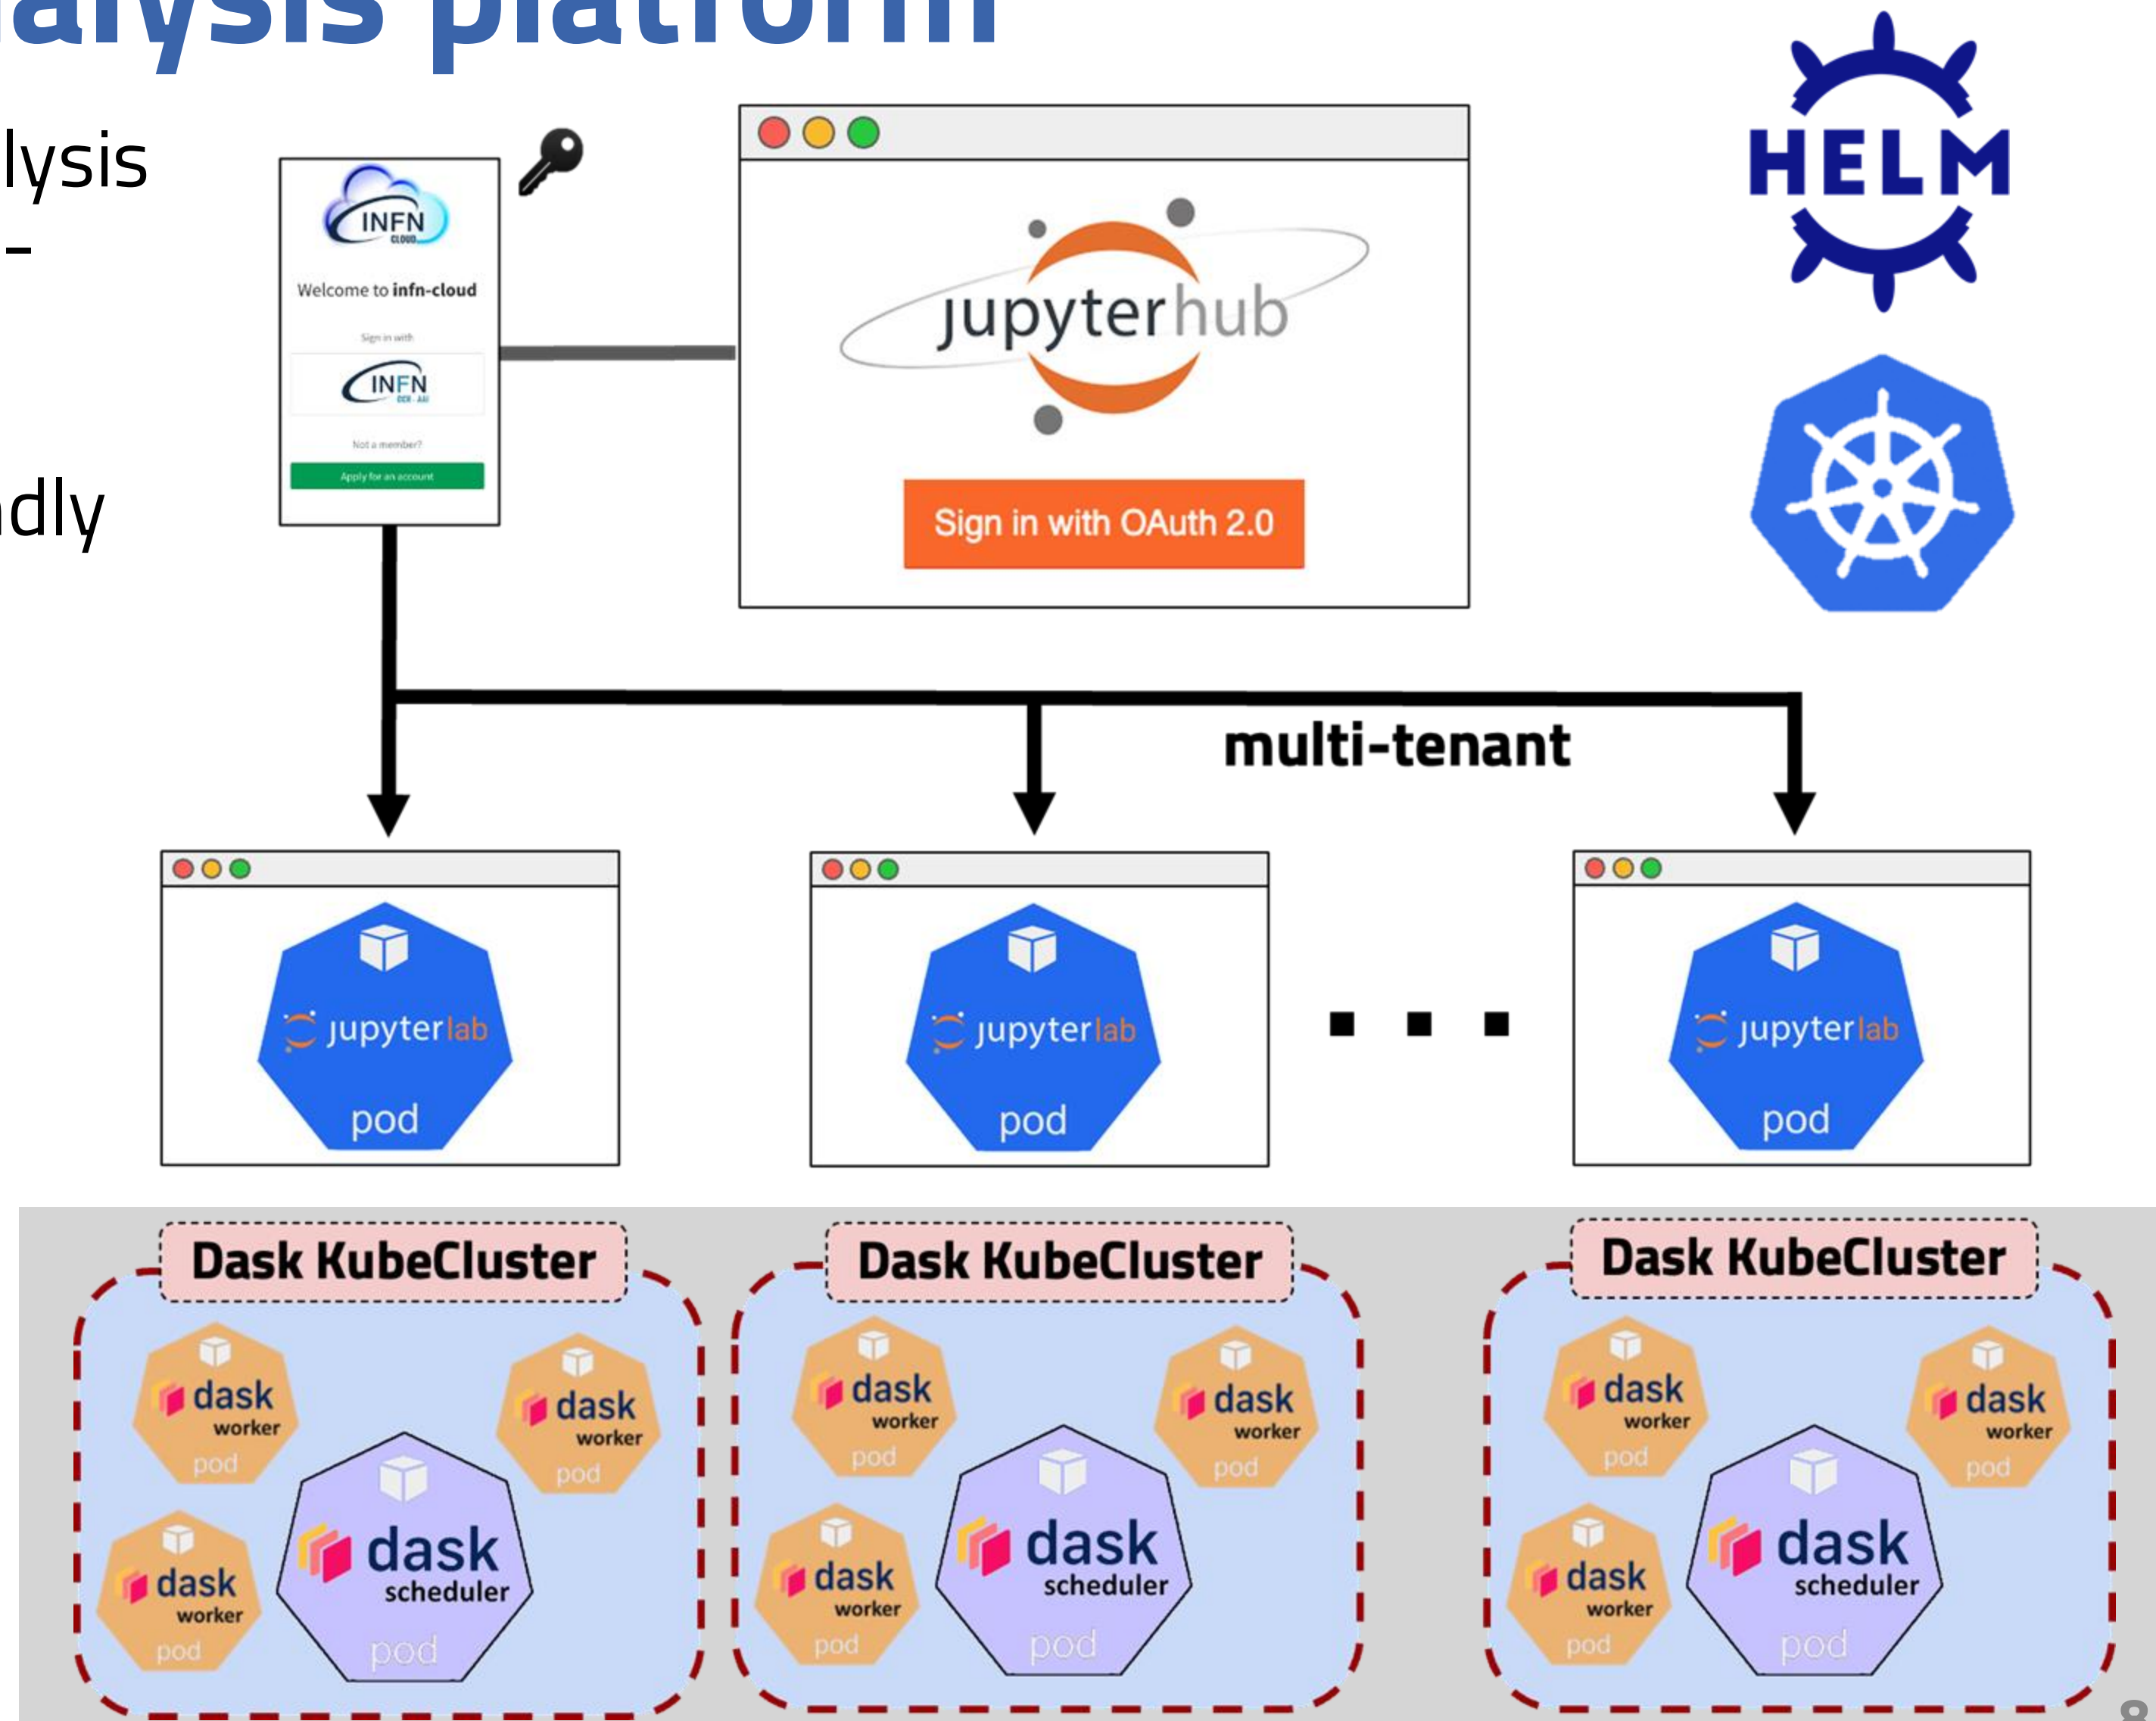 alysis platform
lysis
-
dly
INFN
CLOUD
Welcome to infn-cloud
Sign in with
INFN
CCR - AAI
Not a member?
Apply for an account
jupyterhub
Sign in with OAuth 2.0
HELM
multi-tenant
jupyterlab
pod
jupyterlab
pod
jupyterlab
pod
Dask KubeCluster
dask
worker
pod
dask
worker
pod
dask
worker
pod
dask
scheduler
pod
Dask KubeCluster
dask
worker
pod
dask
worker
pod
dask
worker
pod
dask
scheduler
pod
Dask KubeCluster
dask
worker
pod
dask
worker
pod
dask
worker
pod
dask
scheduler
pod
8